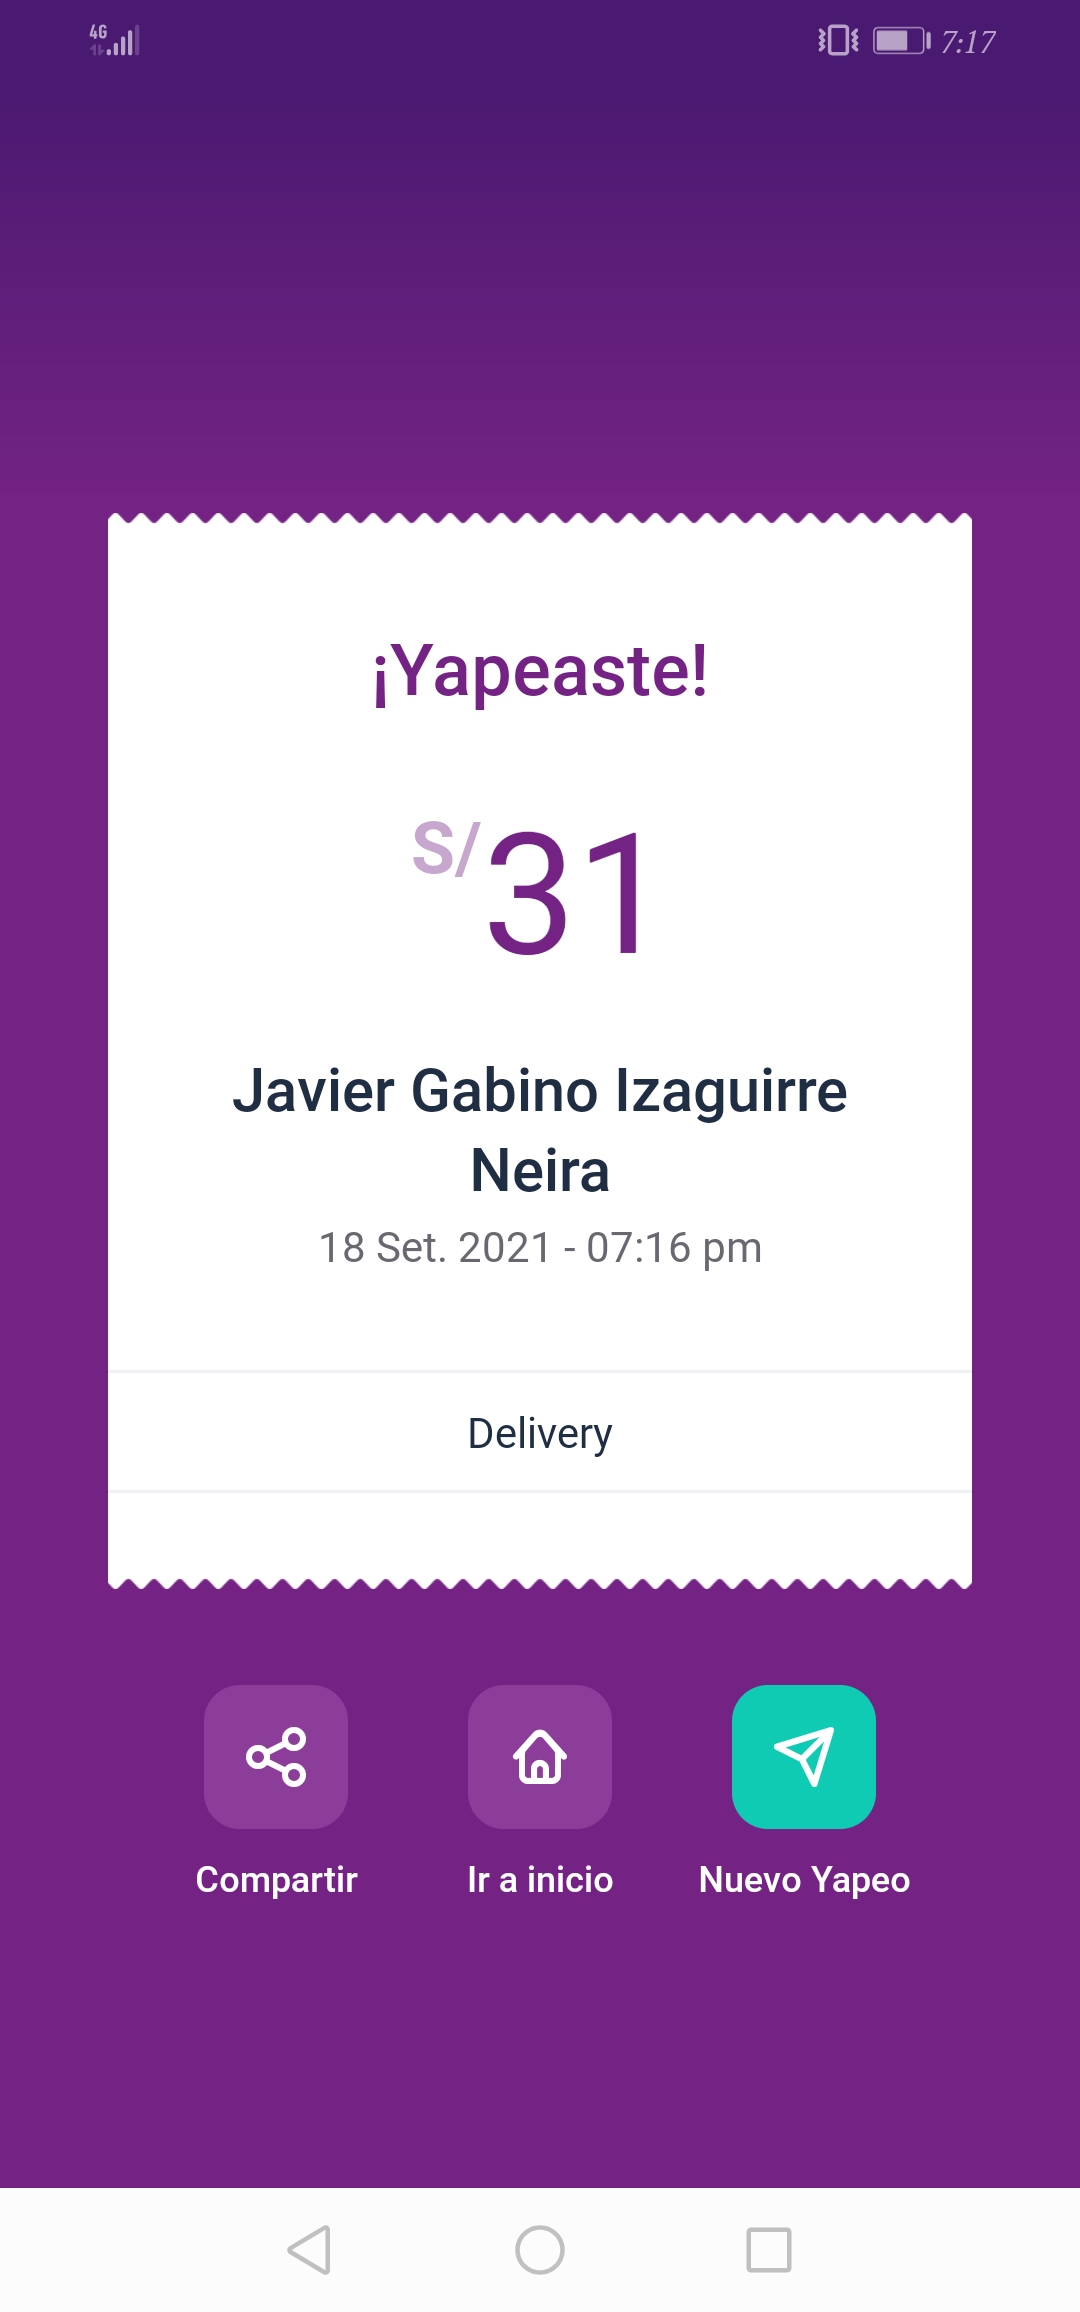 4G
7:17
¡Yapeaste!
S/31
Javier Gabino Izaguirre
Neira
18 Set. 2021 - 07:16 pm
Delivery
Compartir
Ir a inicio
Nuevo Yapeo